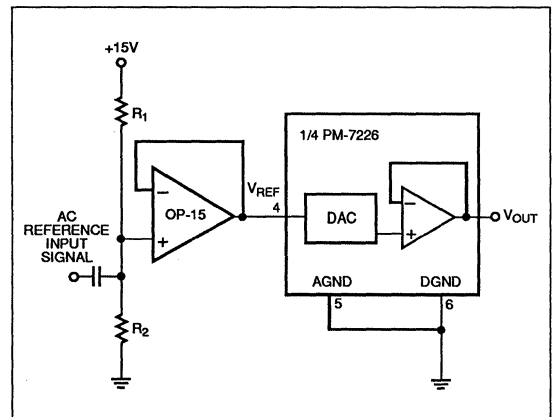 +15V
R1
1/4 PM-7226
VREF
4
OP-15
DAC
VOUT
AC
REFERENCE
INPUT
SIGNAL
−
+
−
+
AGND
DGND
5
6
R2